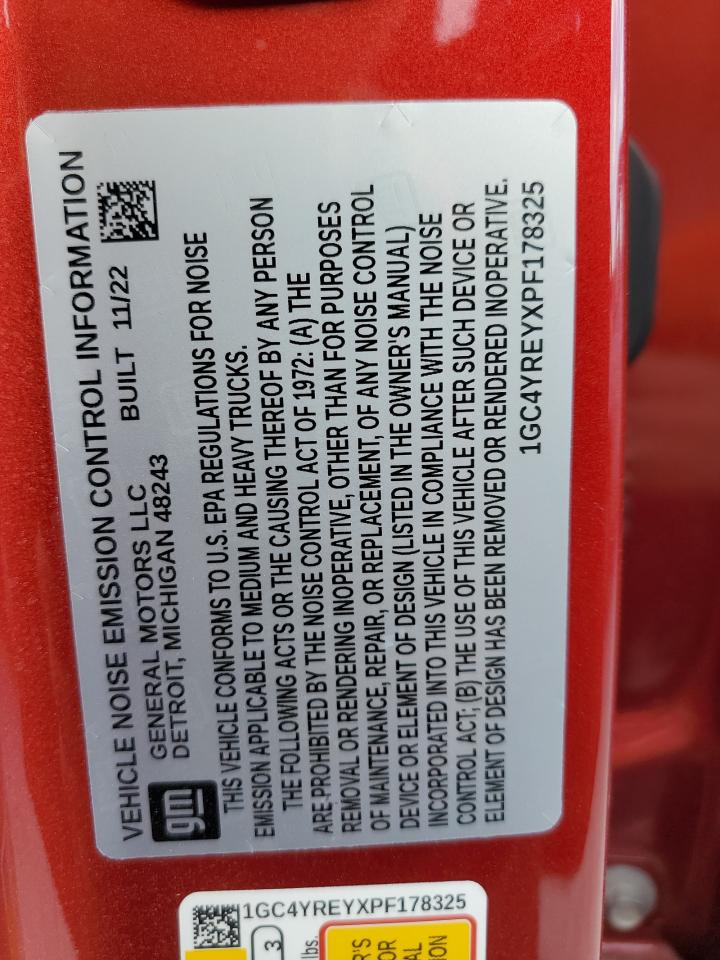 VEHICLE NOISE EMISSION CONTROL INFORMATION
gm
GENERAL MOTORS LLC
DETROIT, MICHIGAN 48243
BUILT 11/22
THIS VEHICLE CONFORMS TO U.S. EPA REGULATIONS FOR NOISE
EMISSION APPLICABLE TO MEDIUM AND HEAVY TRUCKS.
THE FOLLOWING ACTS OR THE CAUSING THEREOF BY ANY PERSON
ARE PROHIBITED BY THE NOISE CONTROL ACT OF 1972: (A) THE
REMOVAL OR RENDERING INOPERATIVE, OTHER THAN FOR PURPOSES
OF MAINTENANCE, REPAIR, OR REPLACEMENT, OF ANY NOISE CONTROL
DEVICE OR ELEMENT OF DESIGN (LISTED IN THE OWNER'S MANUAL)
INCORPORATED INTO THIS VEHICLE IN COMPLIANCE WITH THE NOISE
CONTROL ACT; (B) THE USE OF THIS VEHICLE AFTER SUCH DEVICE OR
ELEMENT OF DESIGN HAS BEEN REMOVED OR RENDERED INOPERATIVE.
1GC4YREYXPF178325
1GC4YREYXPF178325
3
lbs.